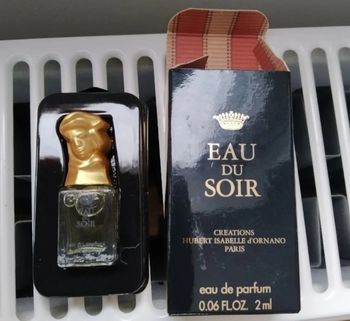 SOIR
EAU
DU
SOIR
CREATIONS
HUBERT ISABELLE d'ORNANO
PARIS
eau de parfum
0.06 FL.OZ. 2 ml